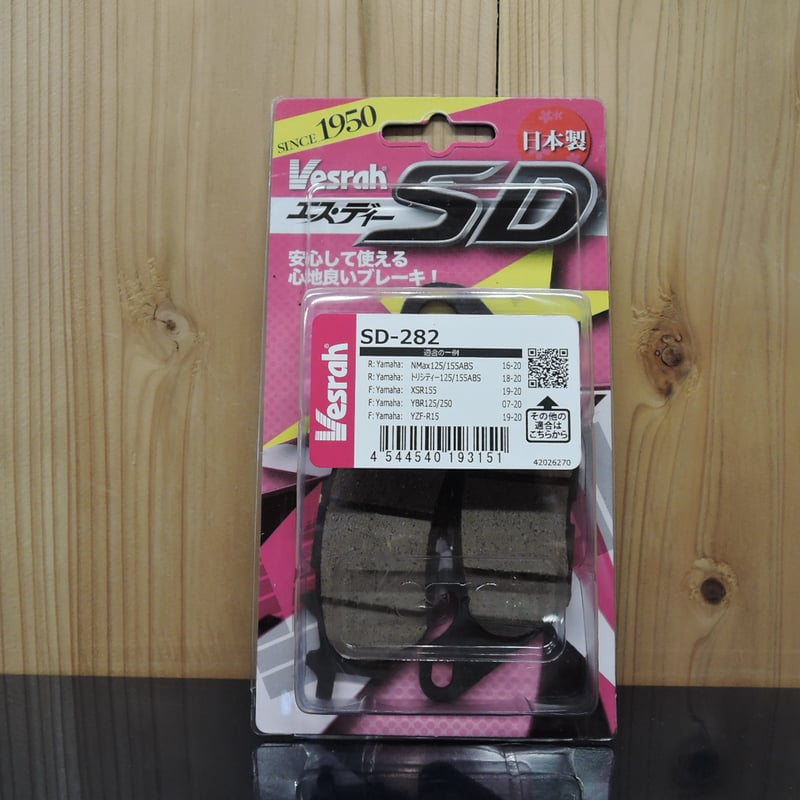 SINCE 1950
日本製
Vesrah
SD
エス・ディー
安心して使える
心地良いブレーキ！
Vesrah
SD-282
適合の一例
R:Yamaha: NMax125/155ABS 16-20
R:Yamaha: トリシティー125/155ABS 18-20
F:Yamaha: XSR155 19-20
F:Yamaha: YBR125/250 07-20
F:Yamaha: YZF-R15 19-20
その他の
適合は
こちらから
4 544540 193151
42026270